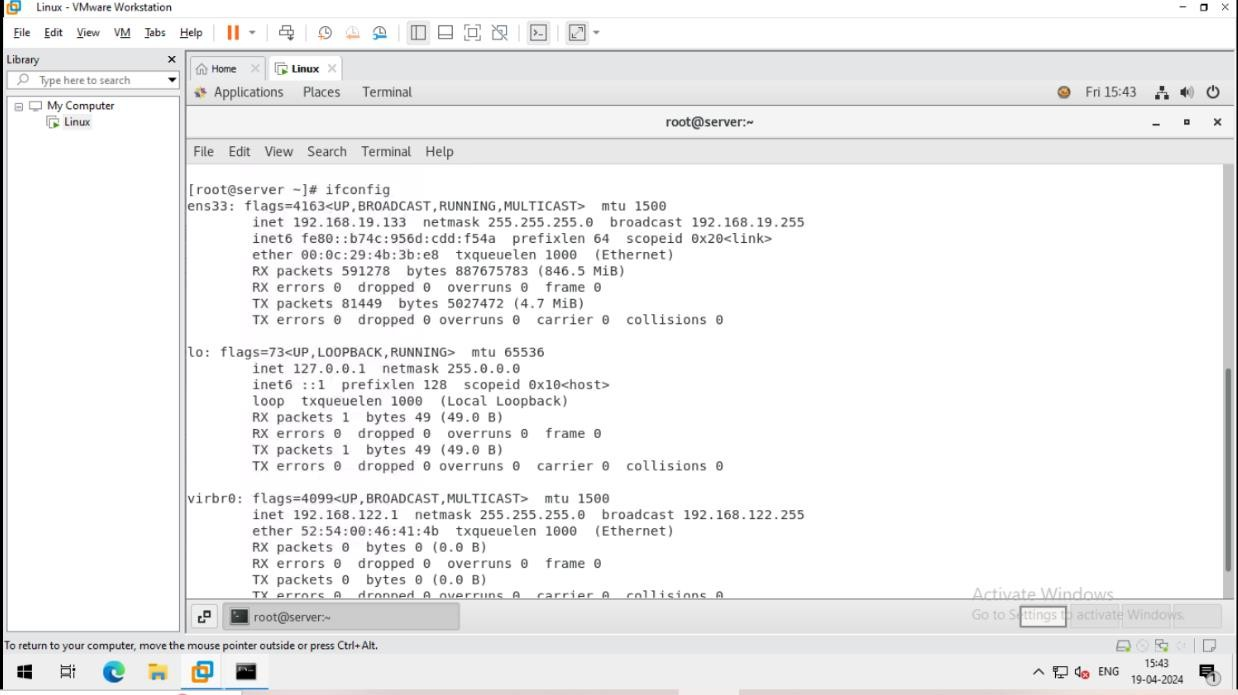 Linux - VMware Workstation
File Edit View VM Tabs Help
Library
Type here to search
My Computer
Linux
Home
Linux
Applications Places Terminal
Fri 15:43
root@server:~
File Edit View Search Terminal Help
[root@server ~]# ifconfig
ens33: flags=4163<UP,BROADCAST,RUNNING,MULTICAST>  mtu 1500
        inet 192.168.19.133  netmask 255.255.255.0  broadcast 192.168.19.255
        inet6 fe80::b74c:956d:cdd:f54a  prefixlen 64  scopeid 0x20<link>
        ether 00:0c:29:4b:3b:e8  txqueuelen 1000  (Ethernet)
        RX packets 591278  bytes 887675783 (846.5 MiB)
        RX errors 0  dropped 0  overruns 0  frame 0
        TX packets 81449  bytes 5027472 (4.7 MiB)
        TX errors 0  dropped 0 overruns 0  carrier 0  collisions 0
lo: flags=73<UP,LOOPBACK,RUNNING>  mtu 65536
        inet 127.0.0.1  netmask 255.0.0.0
        inet6 ::1  prefixlen 128  scopeid 0x10<host>
        loop  txqueuelen 1000  (Local Loopback)
        RX packets 1  bytes 49 (49.0 B)
        RX errors 0  dropped 0  overruns 0  frame 0
        TX packets 1  bytes 49 (49.0 B)
        TX errors 0  dropped 0 overruns 0  carrier 0  collisions 0
virbr0: flags=4099<UP,BROADCAST,MULTICAST>  mtu 1500
        inet 192.168.122.1  netmask 255.255.255.0  broadcast 192.168.122.255
        ether 52:54:00:46:41:4b  txqueuelen 1000  (Ethernet)
        RX packets 0  bytes 0 (0.0 B)
        RX errors 0  dropped 0  overruns 0  frame 0
        TX packets 0  bytes 0 (0.0 B)
        TX errors 0  dropped 0 overruns 0  carrier 0  collisions 0
Activate Windows
Go to Settings to activate Windows.
root@server:~
To return to your computer, move the mouse pointer outside or press Ctrl+Alt.
ENG
15:43
19-04-2024
1